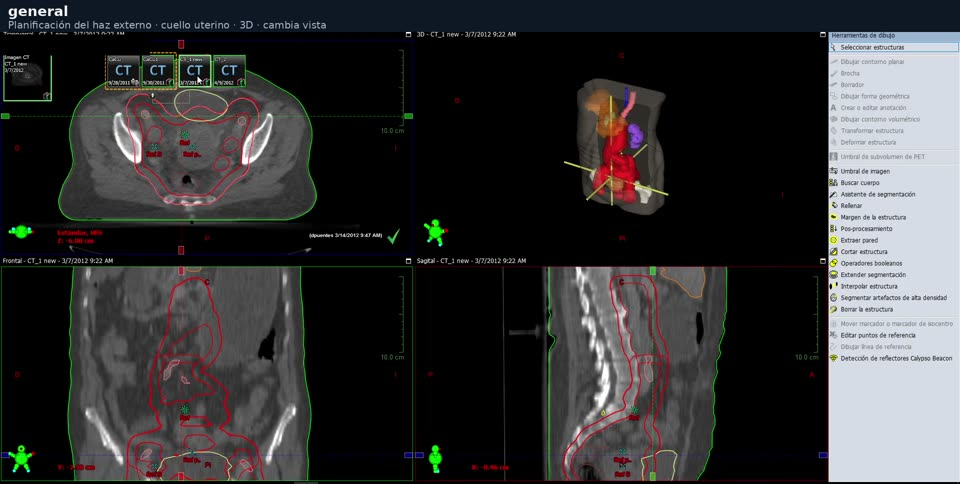 general
Planificación del haz externo · cuello uterino · 3D · cambia vista
Transversal - CT_1 new - 3/7/2012 9:22 AM
3D - CT_1 new - 3/7/2012 9:22 AM
Herramientas de dibujo
Seleccionar estructuras
Dibujar contorno planar
Brocha
Borrador
Dibujar forma geométrica
Crear o editar anotación
Dibujar contorno volumétrico
Transformar estructura
Deformar estructura
Umbral de subvolumen de PET
Umbral de imagen
Buscar cuerpo
Asistente de segmentación
Rellenar
Margen de la estructura
Pos-procesamiento
Extraer pared
Cortar estructura
Operadores booleanos
Extender segmentación
Interpolar estructura
Segmentar artefactos de alta densidad
Borrar la estructura
Mover marcador o marcador de isocentro
Editar puntos de referencia
Dibujar línea de referencia
Detección de reflectores Calypso Beacon
Imagen CT
CT_1 new
3/7/2012
CT
9/28/2011
CT
9/30/2011
CT_1 new
CT
3/7/2012
CT
4/9/2012
10.0 cm
Estándar, HFS
Z: -6.00 cm
(dpuentes 3/14/2012 9:47 AM)
Frontal - CT_1 new - 3/7/2012 9:22 AM
10.0 cm
Sagital - CT_1 new - 3/7/2012 9:22 AM
10.0 cm